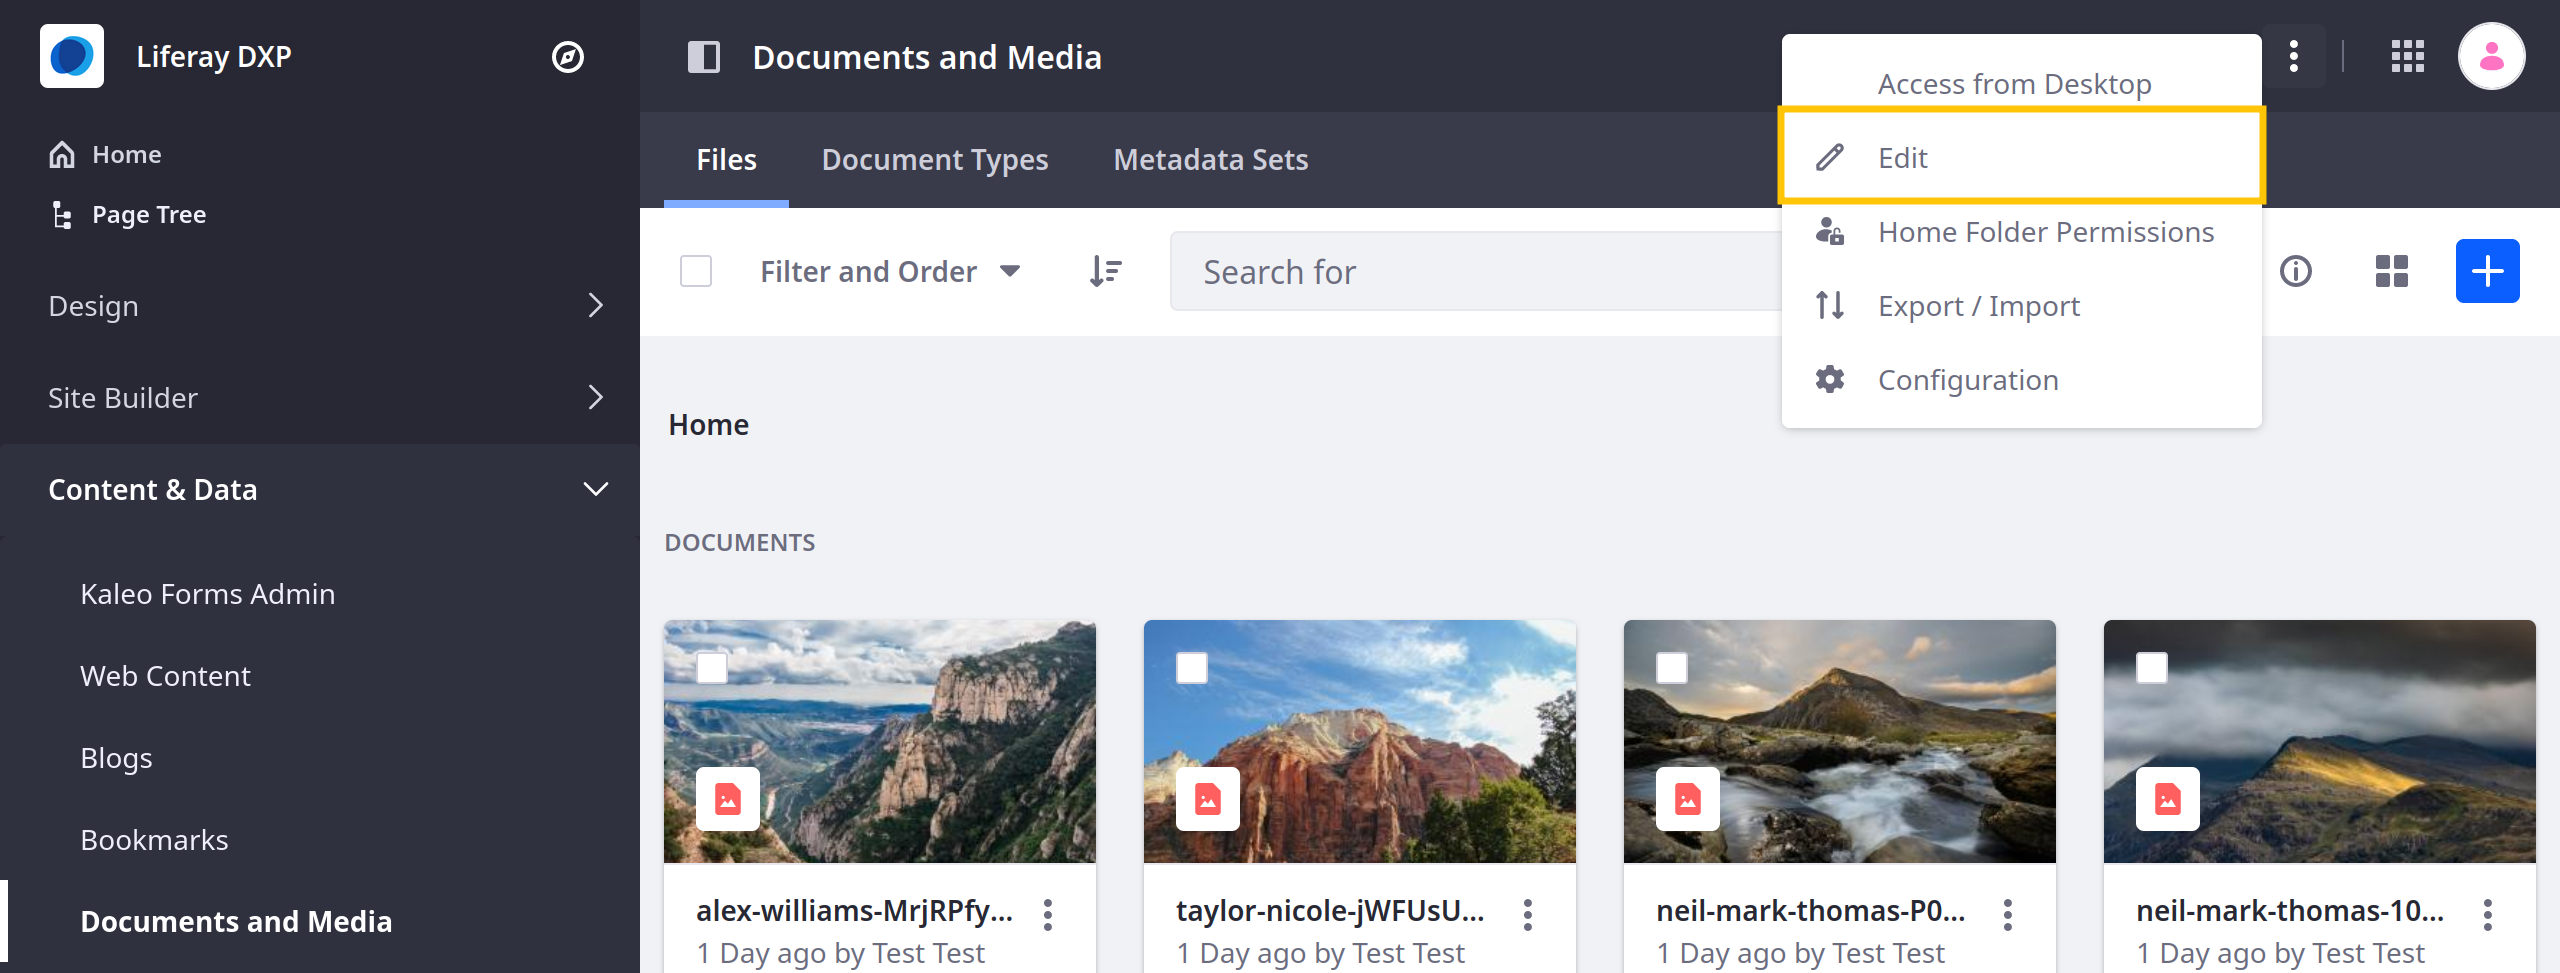 Liferay DXP
Home
Page Tree
Design
Site Builder
Content & Data
Kaleo Forms Admin
Web Content
Blogs
Bookmarks
Documents and Media
Documents and Media
Files
Document Types
Metadata Sets
Access from Desktop
Edit
Home Folder Permissions
Export / Import
Configuration
Filter and Order
Search for
Home
DOCUMENTS
alex-williams-MrjRPfy...
1 Day ago by Test Test
taylor-nicole-jWFUsU...
1 Day ago by Test Test
neil-mark-thomas-P0...
1 Day ago by Test Test
neil-mark-thomas-10...
1 Day ago by Test Test